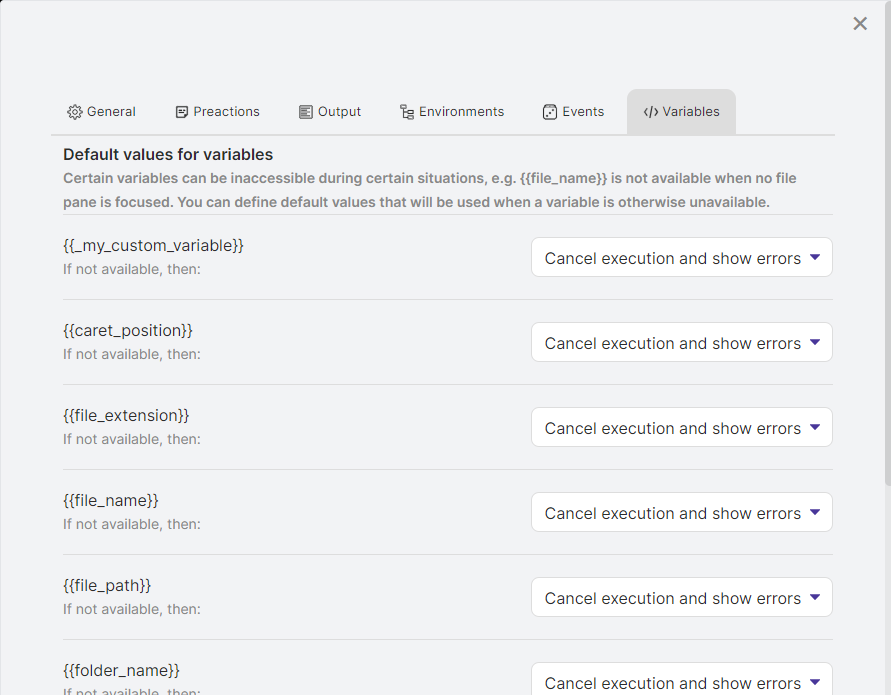 General Preactions Output Environments Events </> Variables
Default values for variables
Certain variables can be inaccessible during certain situations, e.g. {{file_name}} is not available when no file
pane is focused. You can define default values that will be used when a variable is otherwise unavailable.
{{_my_custom_variable}}
If not available, then:
Cancel execution and show errors
{{caret_position}}
If not available, then:
Cancel execution and show errors
{{file_extension}}
If not available, then:
Cancel execution and show errors
{{file_name}}
If not available, then:
Cancel execution and show errors
{{file_path}}
If not available, then:
Cancel execution and show errors
{{folder_name}}
If not available, then:
Cancel execution and show errors